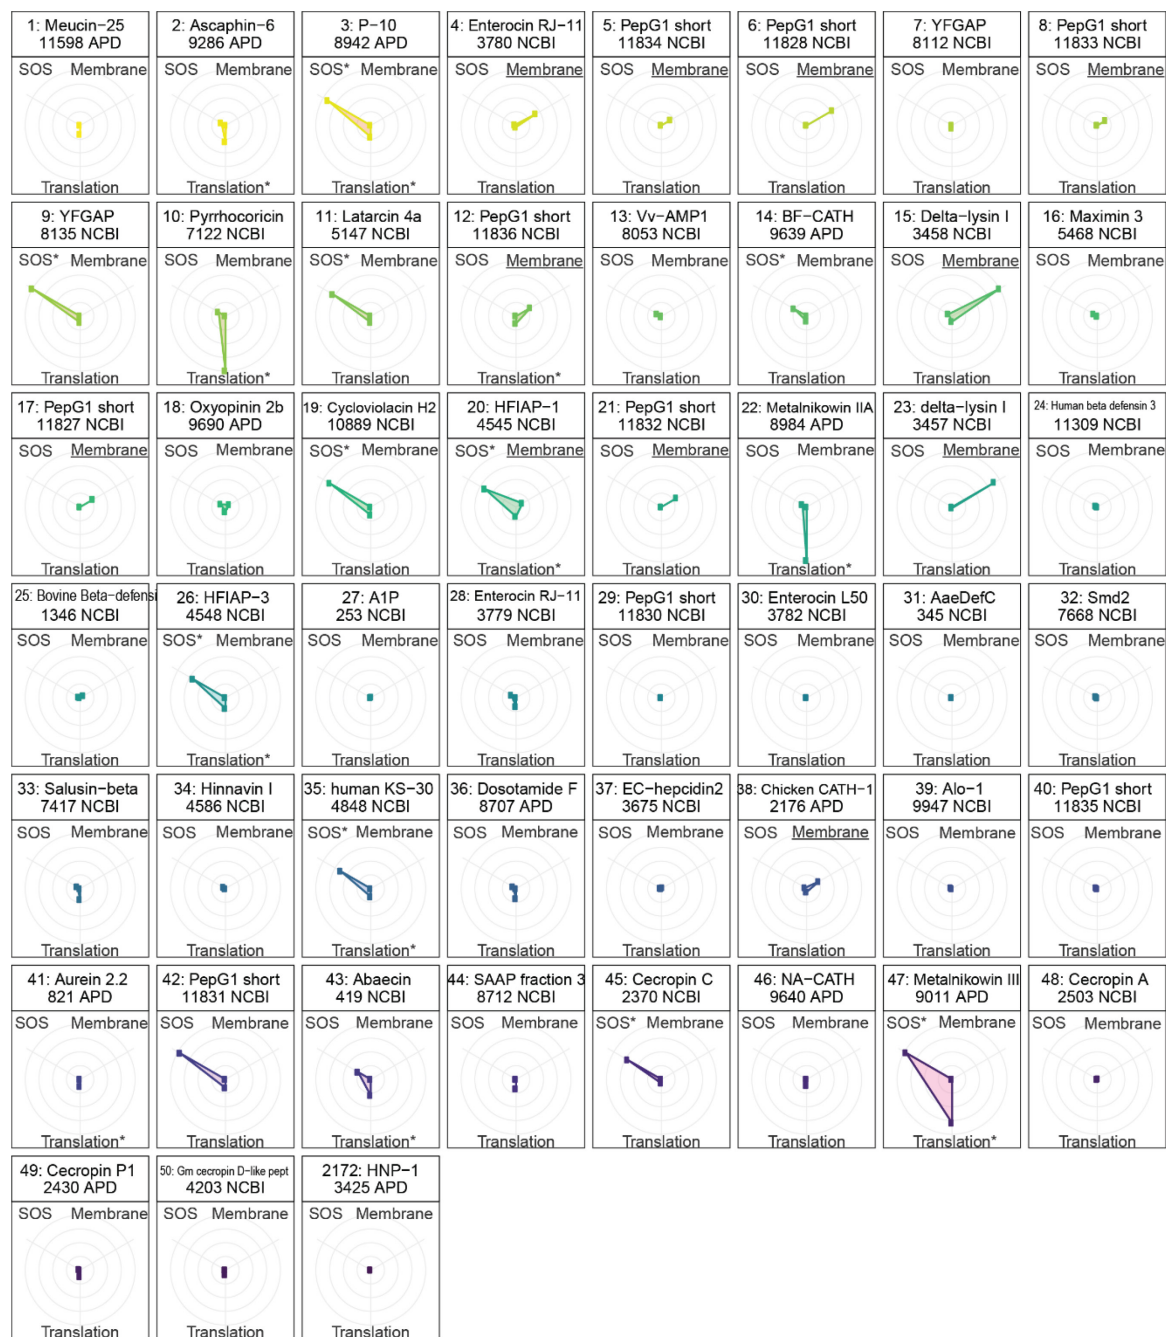 1: Meucin−25
11598 APD
SOS Membrane
Translation
2: Ascaphin−6
9286 APD
SOS Membrane
Translation*
3: P−10
8942 APD
SOS* Membrane
Translation*
4: Enterocin RJ−11
3780 NCBI
SOS Membrane
Translation
5: PepG1 short
11834 NCBI
SOS Membrane
Translation
6: PepG1 short
11828 NCBI
SOS Membrane
Translation
7: YFGAP
8112 NCBI
SOS Membrane
Translation
8: PepG1 short
11833 NCBI
SOS Membrane
Translation
9: YFGAP
8135 NCBI
SOS* Membrane
Translation
10: Pyrrhocoricin
7122 NCBI
SOS Membrane
Translation*
11: Latarcin 4a
5147 NCBI
SOS* Membrane
Translation
12: PepG1 short
11836 NCBI
SOS Membrane
Translation*
13: Vv−AMP1
8053 NCBI
SOS Membrane
Translation
14: BF−CATH
9639 APD
SOS* Membrane
Translation
15: Delta−lysin I
3458 NCBI
SOS Membrane
Translation
16: Maximin 3
5468 NCBI
SOS Membrane
Translation
17: PepG1 short
11827 NCBI
SOS Membrane
Translation
18: Oxyopinin 2b
9690 APD
SOS Membrane
Translation
19: Cycloviolacin H2
10889 NCBI
SOS* Membrane
Translation
20: HFIAP−1
4545 NCBI
SOS* Membrane
Translation*
21: PepG1 short
11832 NCBI
SOS Membrane
Translation
22: Metalnikowin IIA
8984 APD
SOS Membrane
Translation*
23: delta−lysin I
3457 NCBI
SOS Membrane
Translation
24: Human beta defensin 3
11309 NCBI
SOS Membrane
Translation
25: Bovine Beta−defensi
1346 NCBI
SOS Membrane
Translation
26: HFIAP−3
4548 NCBI
SOS* Membrane
Translation*
27: A1P
253 NCBI
SOS Membrane
Translation
28: Enterocin RJ−11
3779 NCBI
SOS Membrane
Translation
29: PepG1 short
11830 NCBI
SOS Membrane
Translation
30: Enterocin L50
3782 NCBI
SOS Membrane
Translation
31: AaeDefC
345 NCBI
SOS Membrane
Translation
32: Smd2
7668 NCBI
SOS Membrane
Translation
33: Salusin−beta
7417 NCBI
SOS Membrane
Translation
34: Hinnavin I
4586 NCBI
SOS Membrane
Translation
35: human KS−30
4848 NCBI
SOS* Membrane
Translation*
36: Dosotamide F
8707 APD
SOS Membrane
Translation
37: EC−hepcidin2
3675 NCBI
SOS Membrane
Translation
38: Chicken CATH−1
2176 APD
SOS Membrane
Translation
39: Alo−1
9947 NCBI
SOS Membrane
Translation
40: PepG1 short
11835 NCBI
SOS Membrane
Translation
41: Aurein 2.2
821 APD
SOS Membrane
Translation*
42: PepG1 short
11831 NCBI
SOS Membrane
Translation
43: Abaecin
419 NCBI
SOS Membrane
Translation*
44: SAAP fraction 3
8712 NCBI
SOS Membrane
Translation
45: Cecropin C
2370 NCBI
SOS* Membrane
Translation
46: NA−CATH
9640 APD
SOS Membrane
Translation
47: Metalnikowin III
9011 APD
SOS* Membrane
Translation*
48: Cecropin A
2503 NCBI
SOS Membrane
Translation
49: Cecropin P1
2430 APD
SOS Membrane
Translation
50: Gm cecropin D−like pept
4203 NCBI
SOS Membrane
Translation
2172: HNP−1
3425 APD
SOS Membrane
Translation